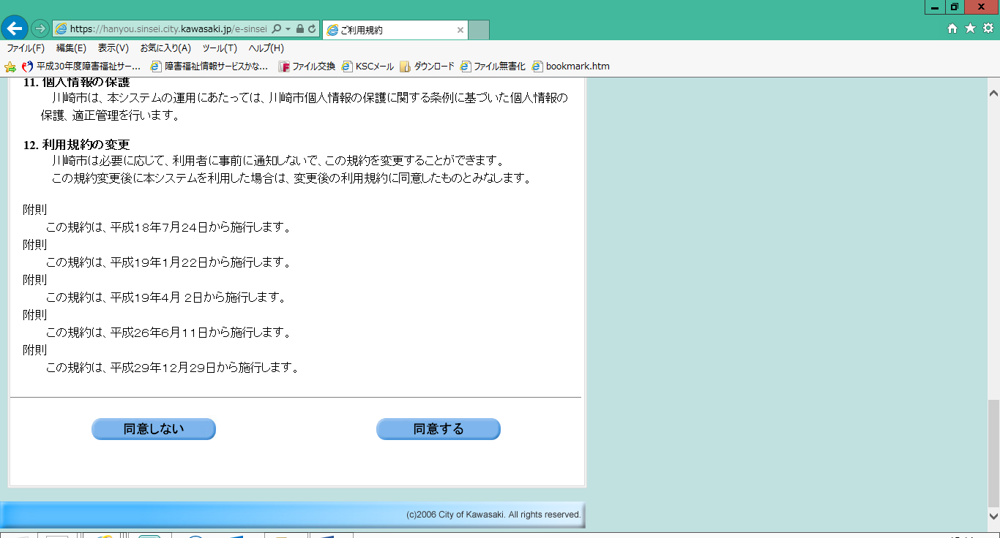 https://hanyou.sinsei.city.kawasaki.jp/e-sinsei
ご利用規約
ファイル(F) 編集(E) 表示(V) お気に入り(A) ツール(T) ヘルプ(H)
平成30年度障害福祉サー... 障害福祉情報サービスかな... ファイル交換 KSCメール ダウンロード ファイル無害化 bookmark.htm
11. 個人情報の保護
川崎市は、本システムの運用にあたっては、川崎市個人情報の保護に関する条例に基づいた個人情報の
保護、適正管理を行います。
12. 利用規約の変更
川崎市は必要に応じて、利用者に事前に通知しないで、この規約を変更することができます。
この規約変更後に本システムを利用した場合は、変更後の利用規約に同意したものとみなします。
附則
この規約は、平成１８年７月２４日から施行します。
附則
この規約は、平成１９年１月２２日から施行します。
附則
この規約は、平成１９年４月 ２日から施行します。
附則
この規約は、平成２６年６月１１日から施行します。
附則
この規約は、平成２９年１２月２９日から施行します。
同意しない 同意する
(c)2006 City of Kawasaki. All rights reserved.